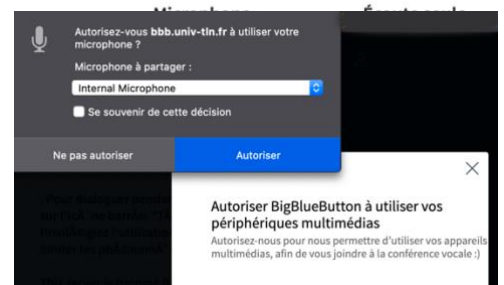 Autorisez-vous bbb.univ-tln.fr à utiliser votre
microphone ?
Microphone à partager :
Internal Microphone
Se souvenir de cette décision
Ne pas autoriser
Autoriser
Autoriser BigBlueButton à utiliser vos
périphériques multimédias
Autorisez-nous pour nous permettre d'utiliser vos appareils
multimédias, afin de vous joindre à la conférence vocale :)